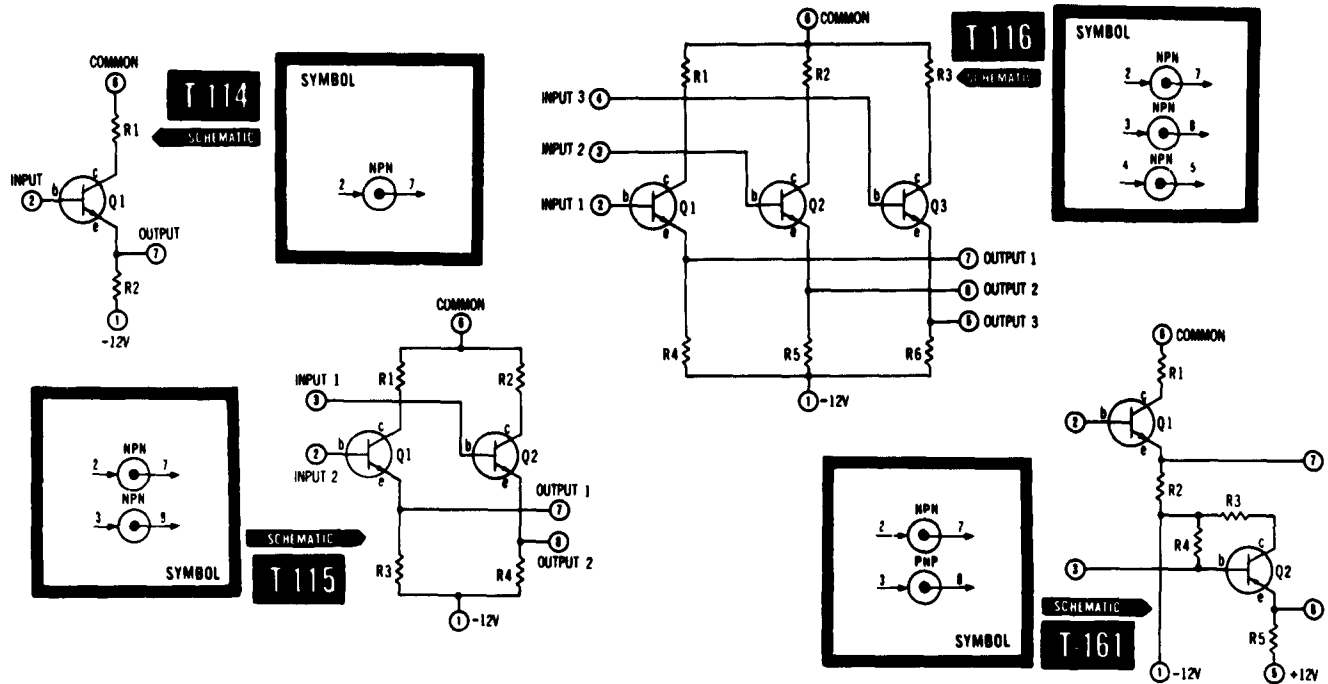 COMMON
6
R1
INPUT
2
b
c
Q1
e
OUTPUT
7
R2
1
-12V
T 114
SCHEMATIC
SYMBOL
NPN
2 7
6 COMMON
T 116
SCHEMATIC
SYMBOL
NPN
2 7
NPN
3 8
NPN
4 5
R1 R2 R3
INPUT 3 4
INPUT 2 3
INPUT 1 2
b c Q1 e
b c Q2 e
b c Q3 e
7 OUTPUT 1
OUTPUT 2
5 OUTPUT 3
R4 R5 R6
1 -12V
NPN
2 7
NPN
3 9
SYMBOL
SCHEMATIC
T 115
COMMON
6
R1 R2
INPUT 1
3
2
INPUT 2
b c Q1 e
b c Q2 e
OUTPUT 1
7
8
OUTPUT 2
R3 R4
1 -12V
NPN
2 7
PNP
3 8
SYMBOL
SCHEMATIC
T-161
6 COMMON
R1
2
b c Q1 e
7
R2
R3
R4
3
b c Q2 e
R5
1 -12V
+12V